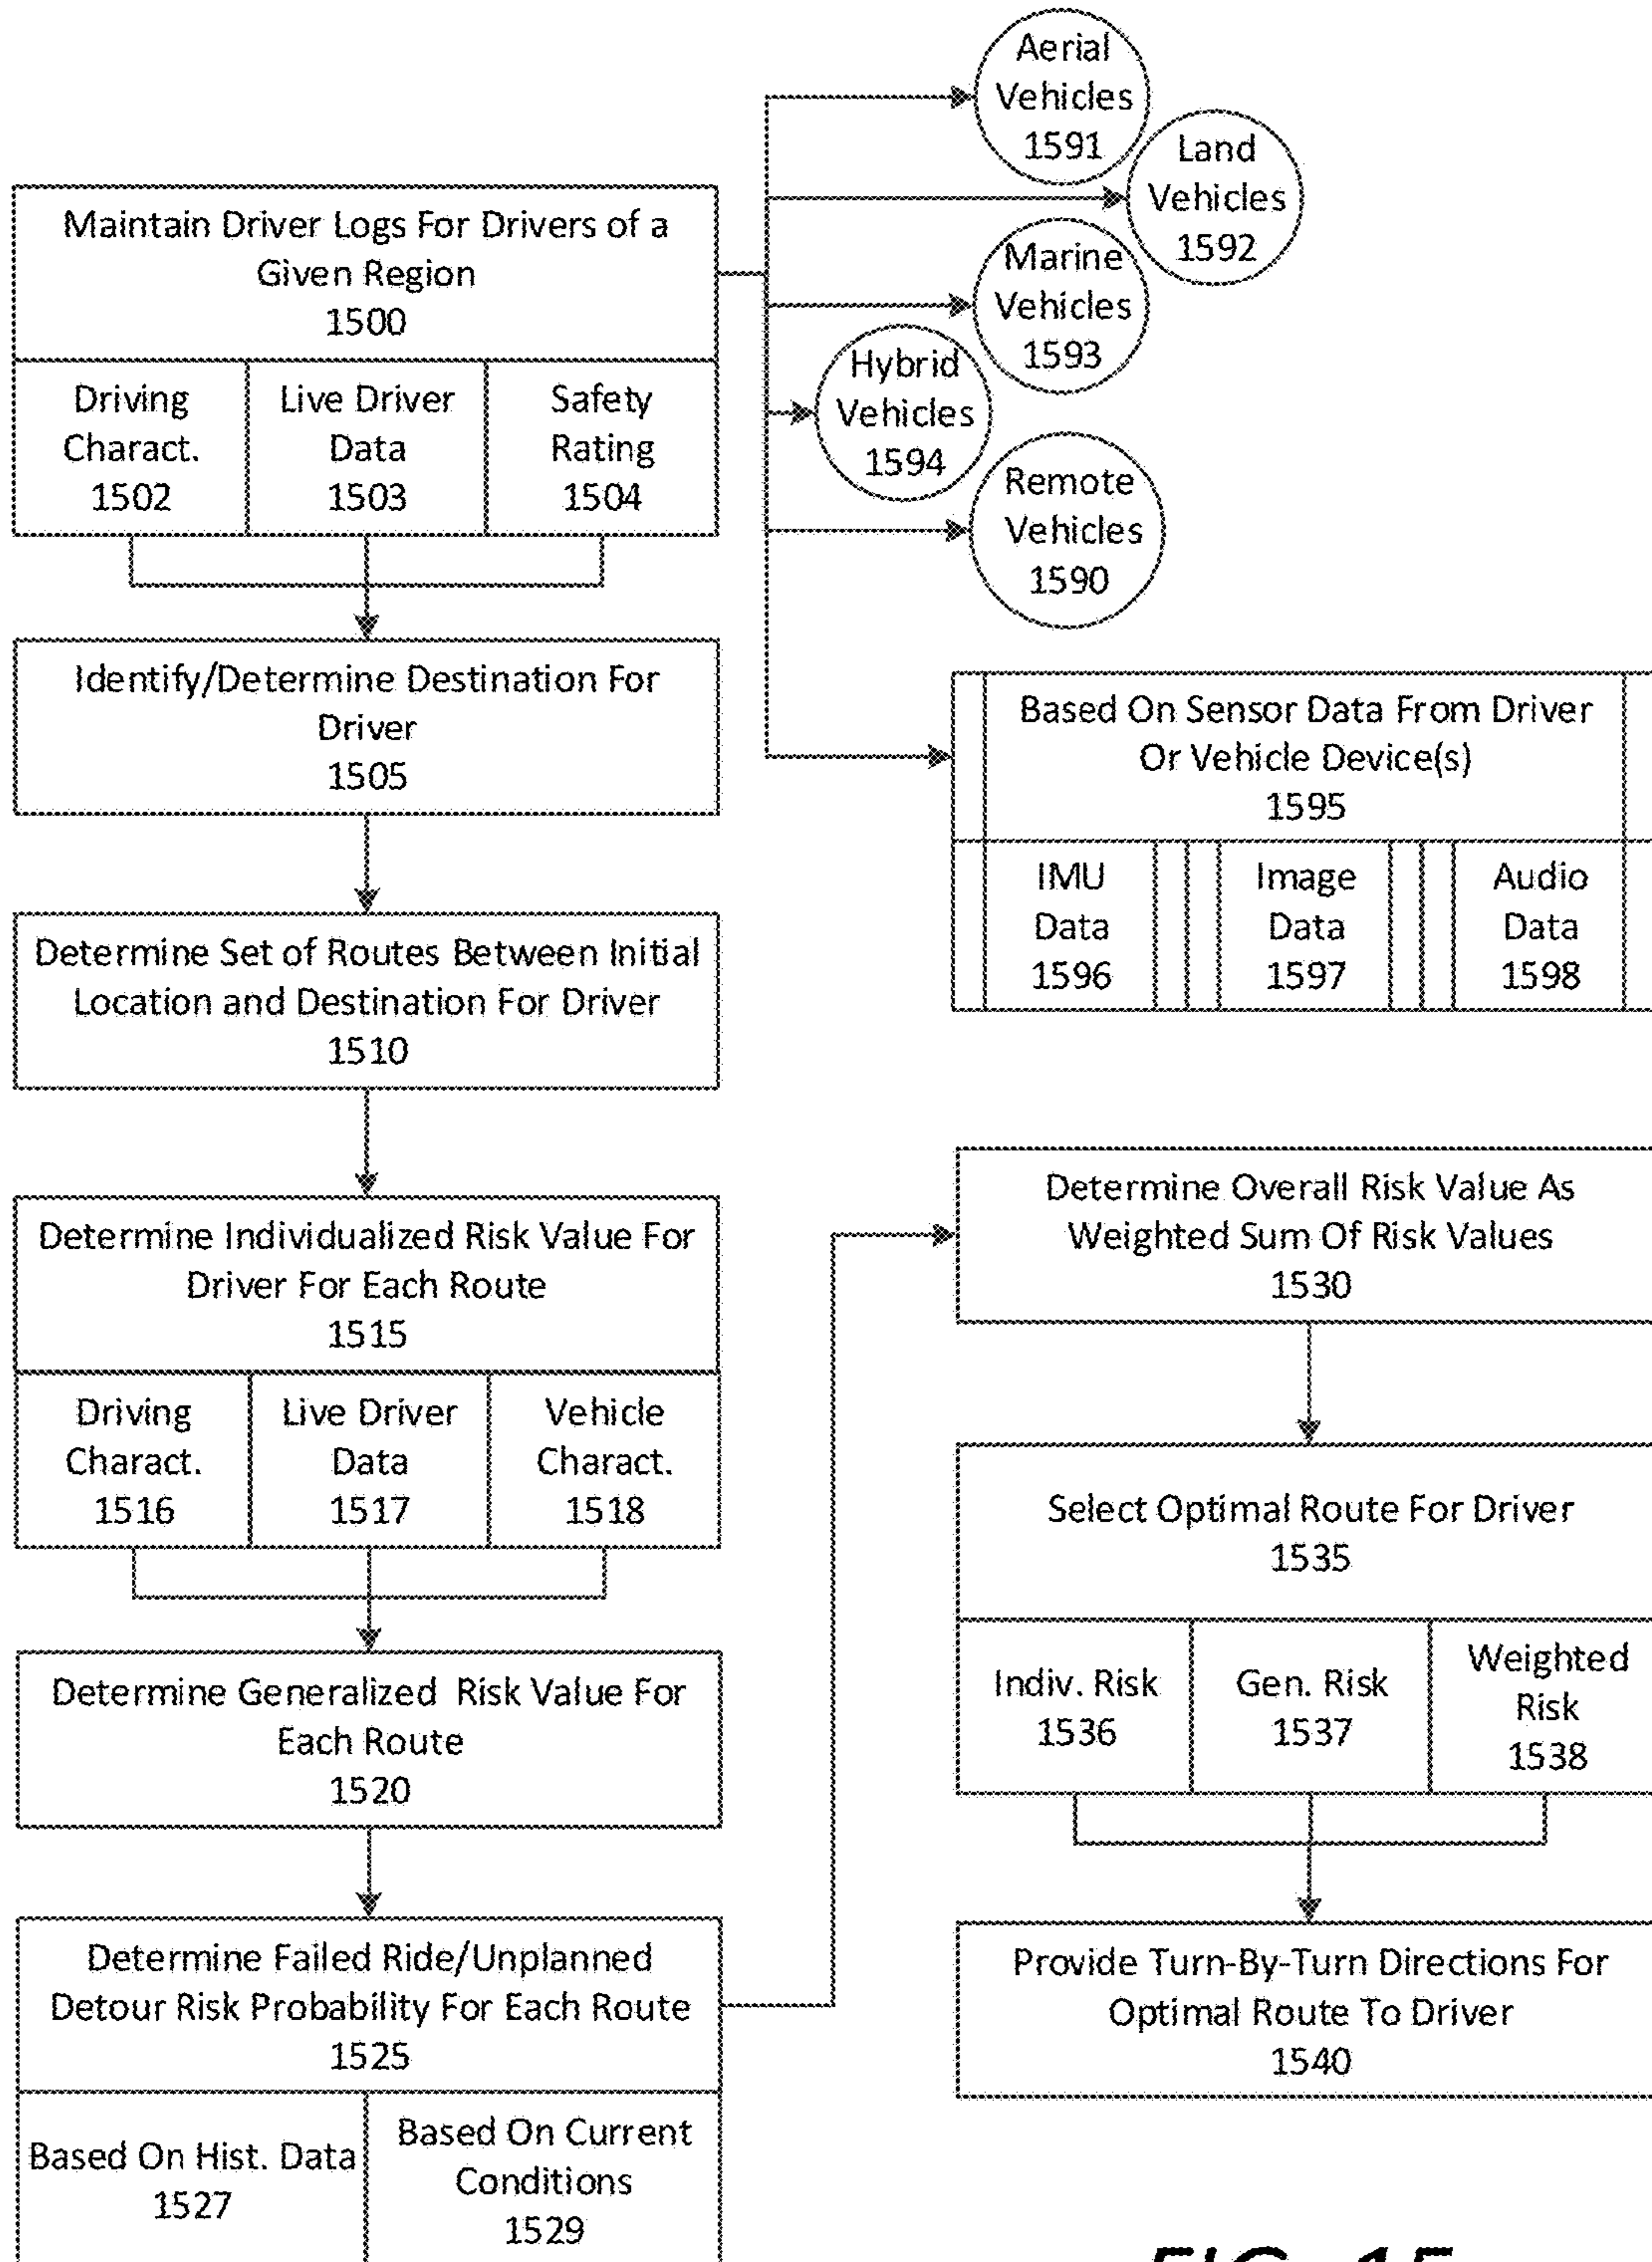 Aerial
Vehicles
1591
Land
Vehicles
1592
Marine
Vehicles
1593
Hybrid
Vehicles
1594
Remote
Vehicles
1590
Maintain Driver Logs For Drivers of a
Given Region
1500
Driving
Charact.
1502
Live Driver
Data
1503
Safety
Rating
1504
Identify/Determine Destination For
Driver
1505
Based On Sensor Data From Driver
Or Vehicle Device(s)
1595
IMU
Data
1596
Image
Data
1597
Audio
Data
1598
Determine Set of Routes Between Initial
Location and Destination For Driver
1510
Determine Individualized Risk Value For
Driver For Each Route
1515
Driving
Charact.
1516
Live Driver
Data
1517
Vehicle
Charact.
1518
Determine Generalized Risk Value For
Each Route
1520
Determine Failed Ride/Unplanned
Detour Risk Probability For Each Route
1525
Based On Hist. Data
1527
Based On Current
Conditions
1529
Determine Overall Risk Value As
Weighted Sum Of Risk Values
1530
Select Optimal Route For Driver
1535
Indiv. Risk
1536
Gen. Risk
1537
Weighted
Risk
1538
Provide Turn-By-Turn Directions For
Optimal Route To Driver
1540
FIG. 15